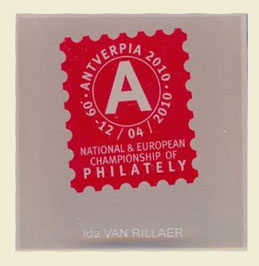 ANTVERPIA 2010
A
09 - 12 / 04 / 2010
NATIONAL & EUROPEAN
CHAMPIONSHIP OF
PHILATELY
Ida VAN RILLAER